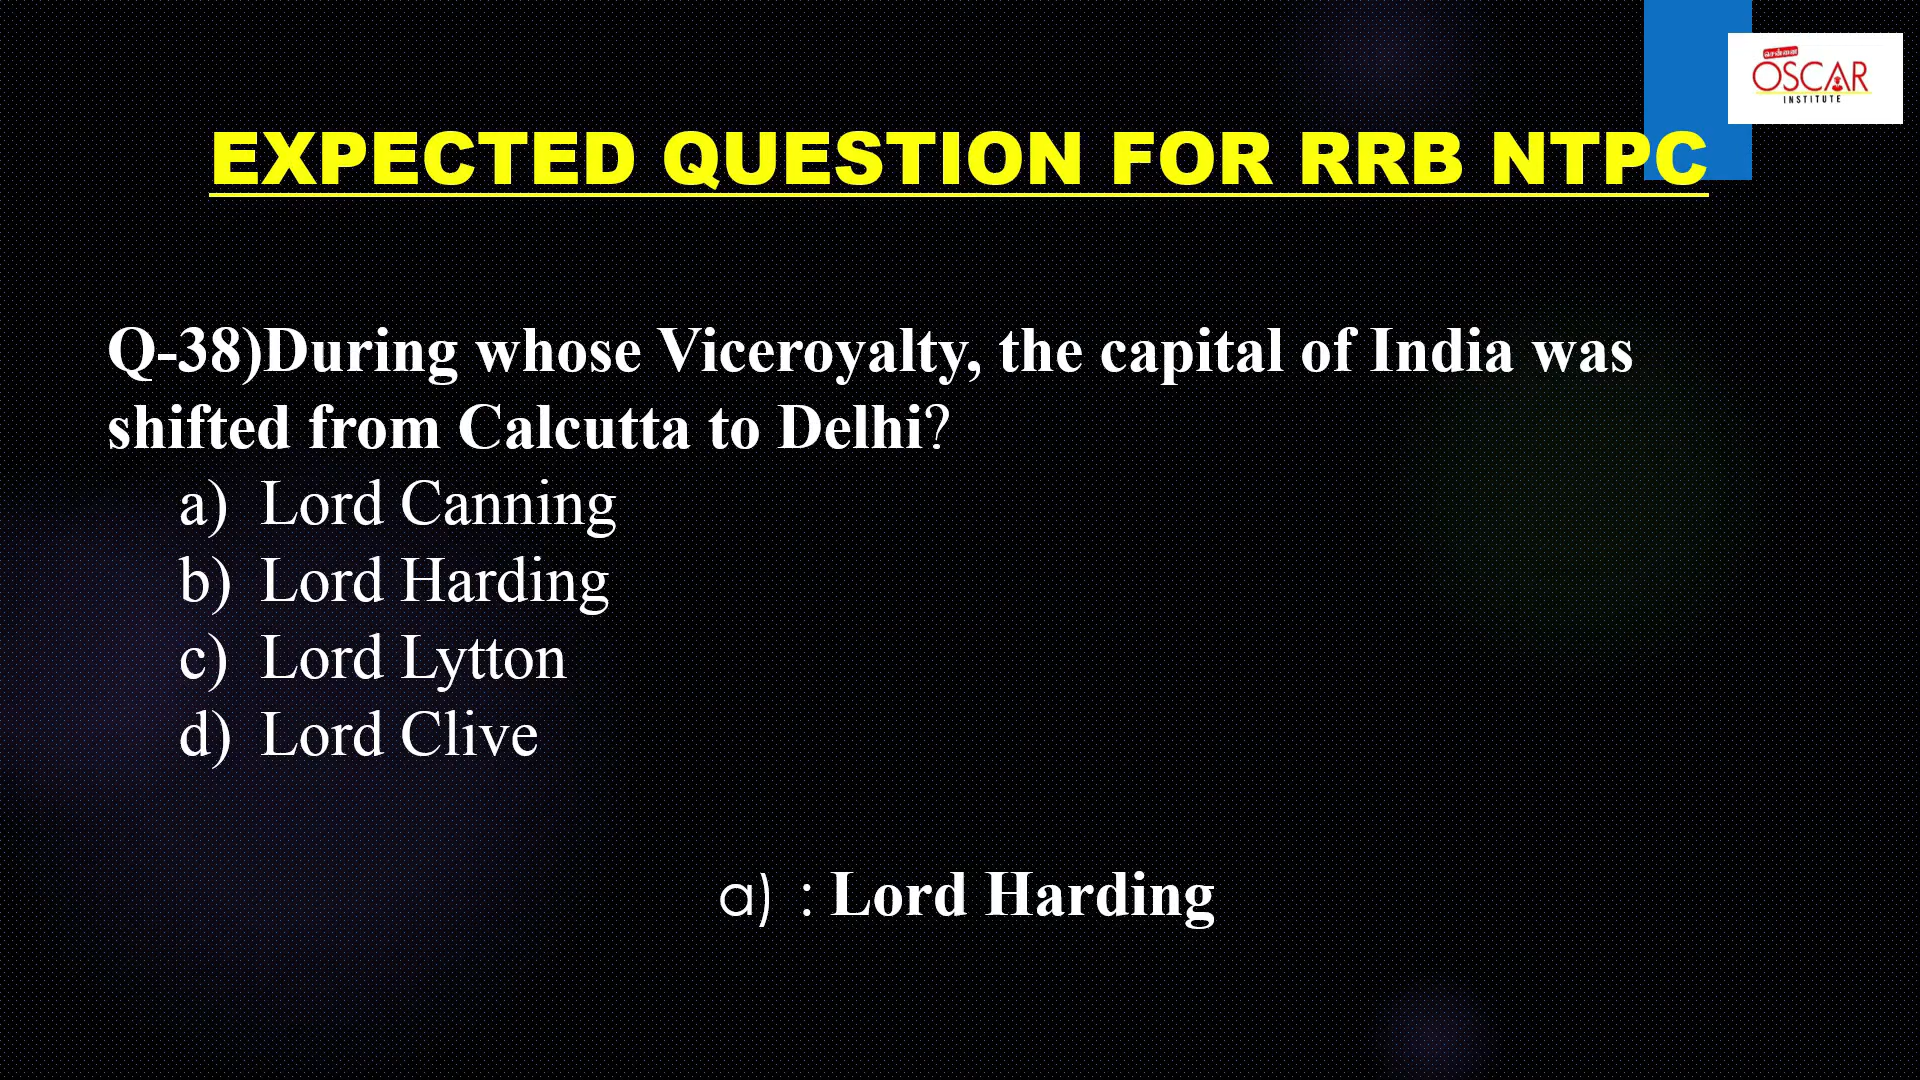 சென்னை
OSCAR
INSTITUTE
EXPECTED QUESTION FOR RRB NTPC
Q-38)During whose Viceroyalty, the capital of India was
shifted from Calcutta to Delhi?
a) Lord Canning
b) Lord Harding
c) Lord Lytton
d) Lord Clive
a) : Lord Harding